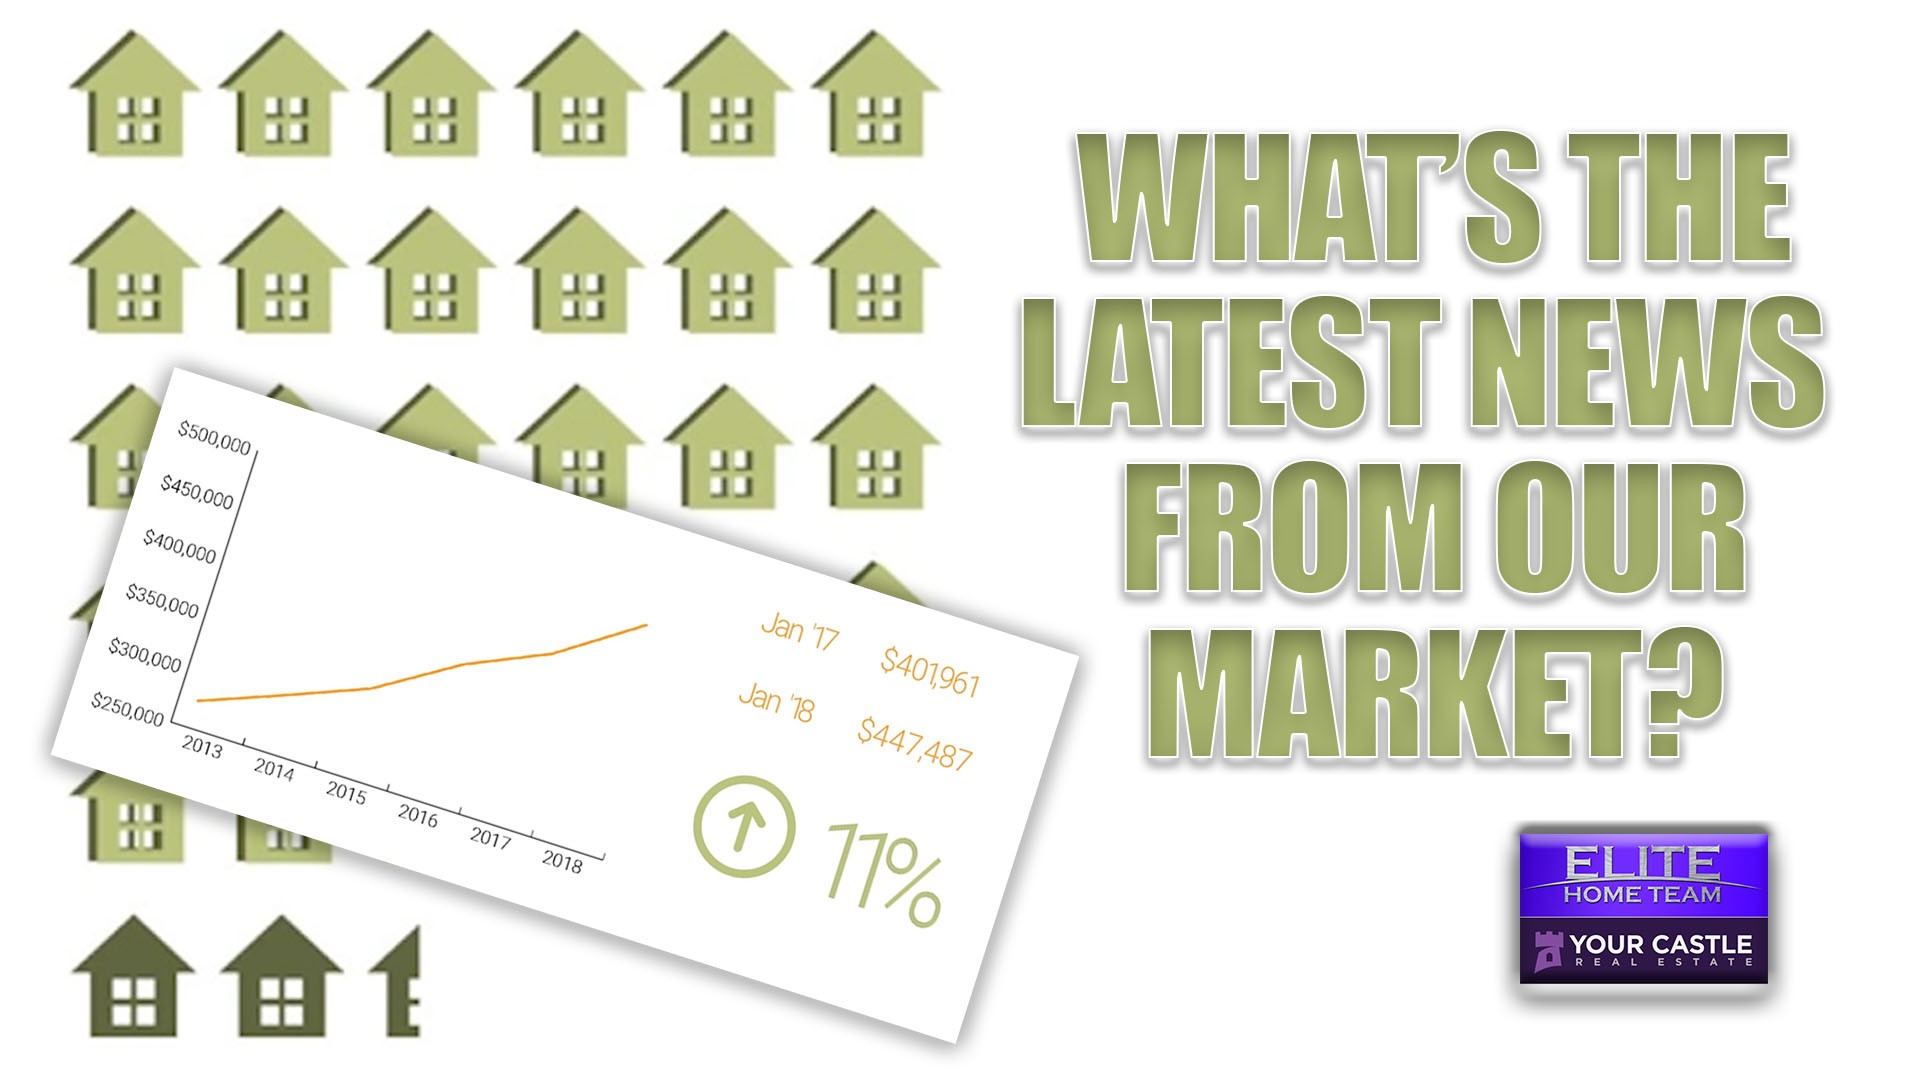 WHAT'S THE
LATEST NEWS
FROM OUR
MARKET?
$500,000
$450,000
$400,000
$350,000
$300,000
$250,000
2013
2014
2015
2016
2017
2018
Jan '17 $401,961
Jan '18 $447,487
11%
ELITE
HOME TEAM
YOUR CASTLE
REAL ESTATE